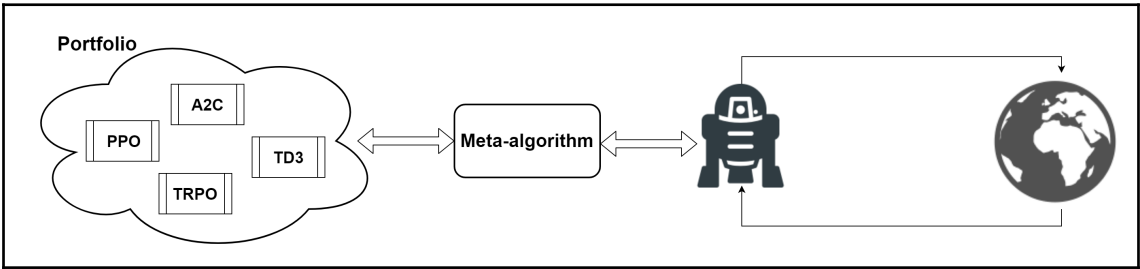 Portfolio
A2C
PPO
TD3
TRPO
Meta-algorithm